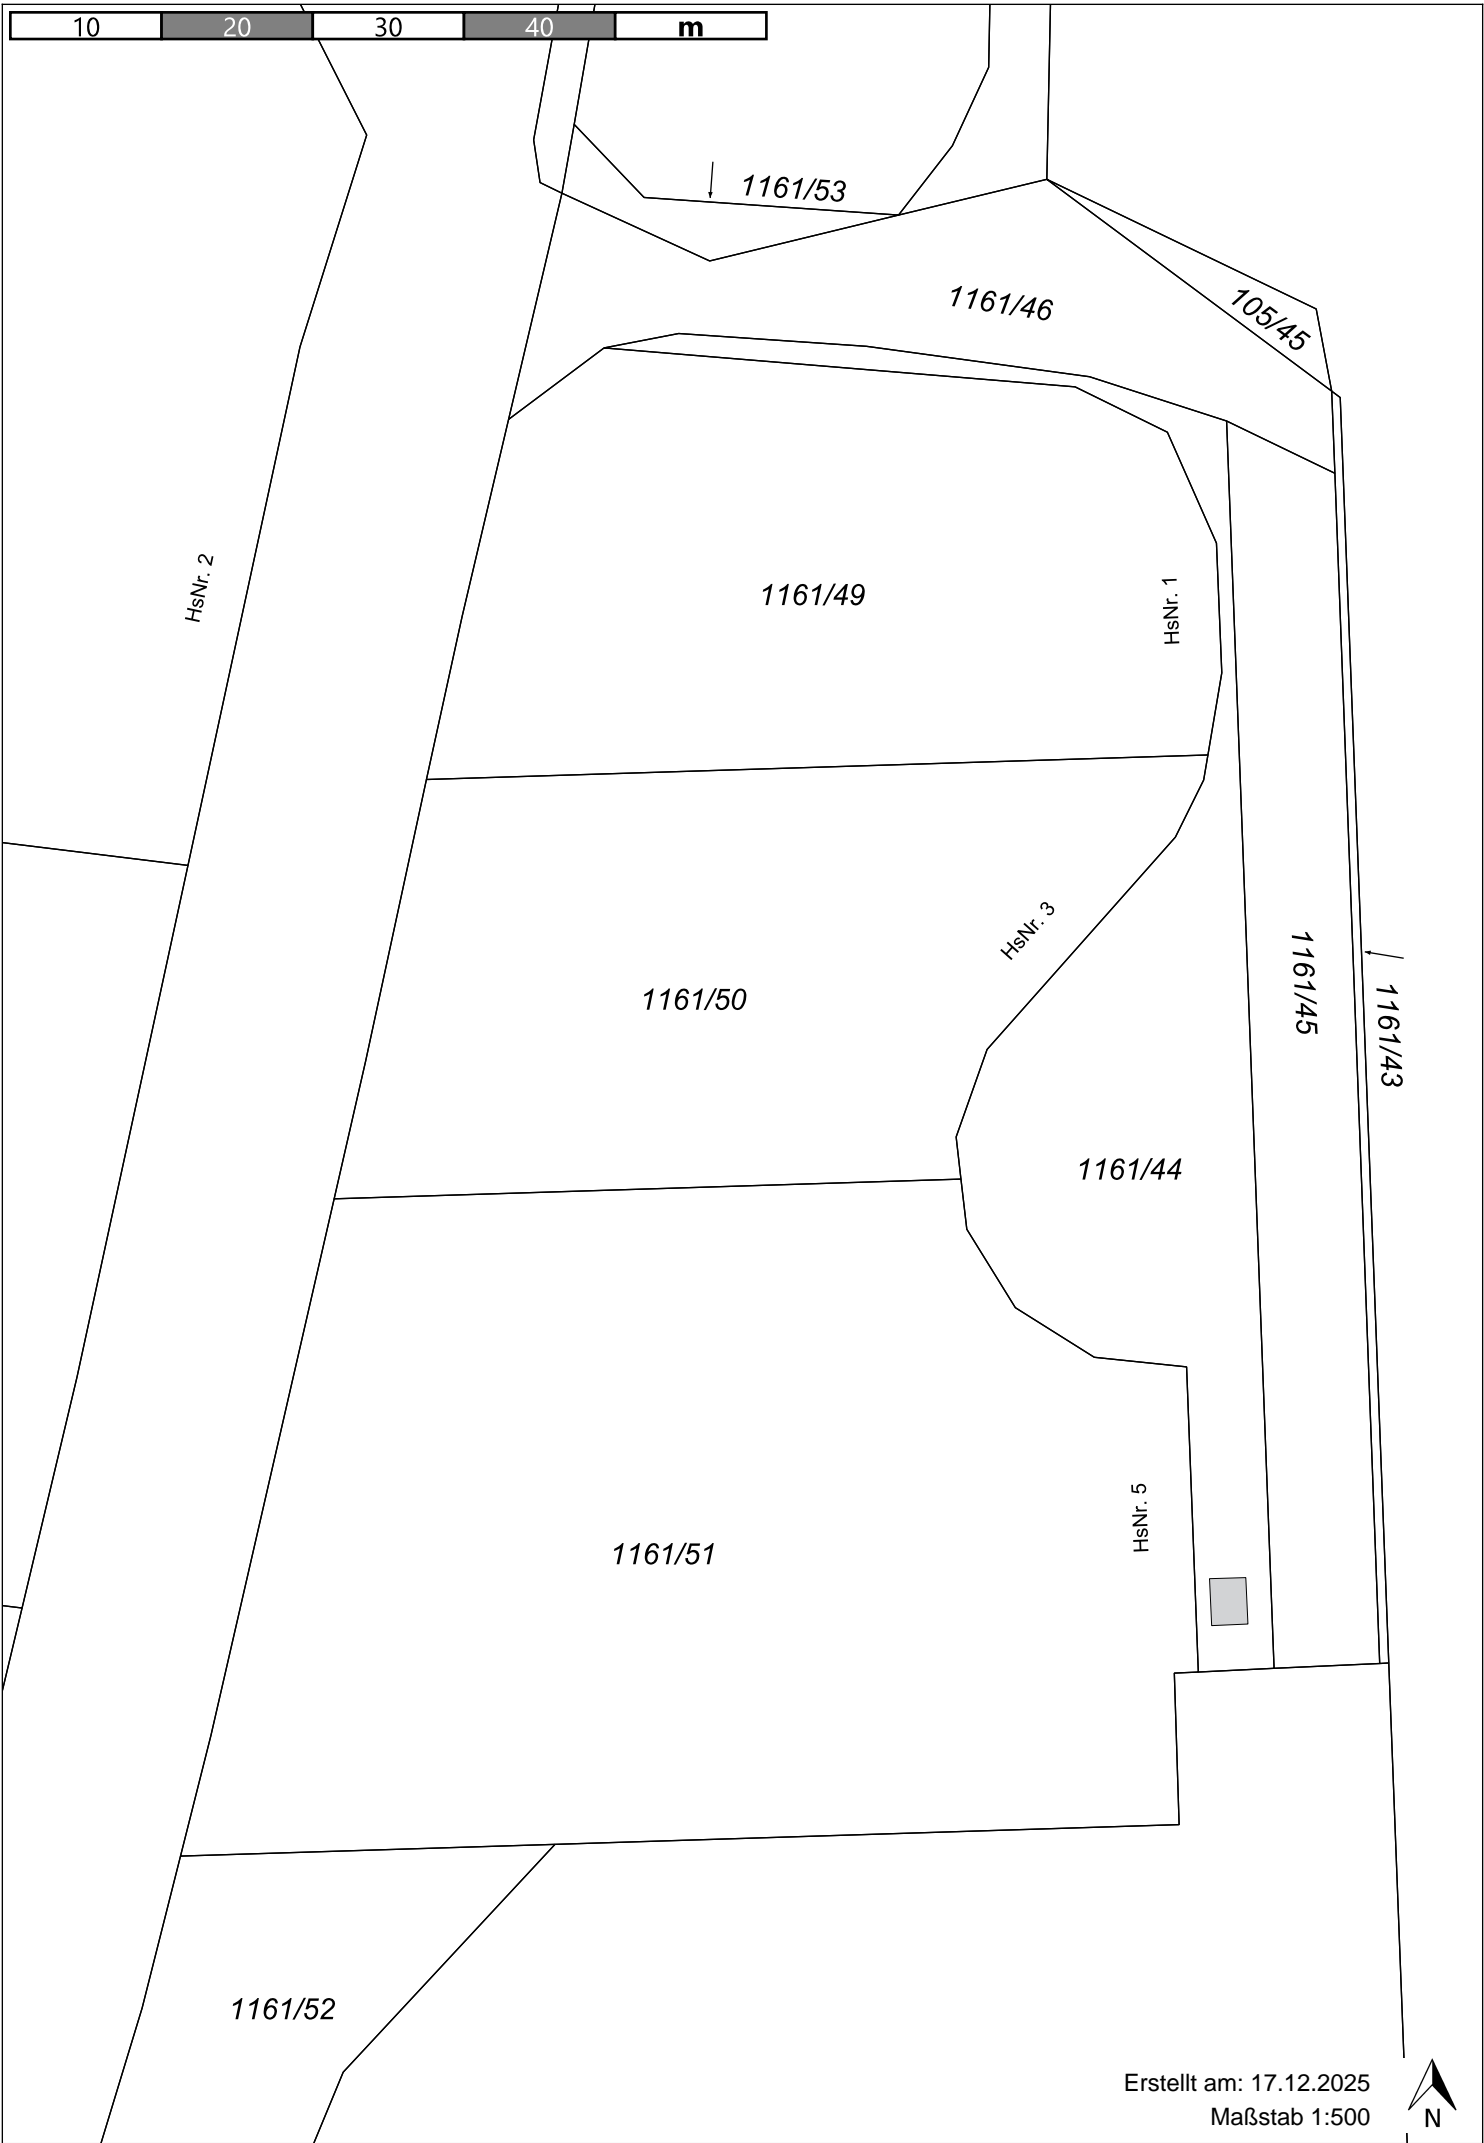 10 20 30 40 m
1161/53
1161/46
105/45
HsNr. 2
1161/49
HsNr. 1
HsNr. 3
1161/50
1161/45
1161/43
1161/44
HsNr. 5
1161/51
1161/52
Erstellt am: 17.12.2025
Maßstab 1:500
N